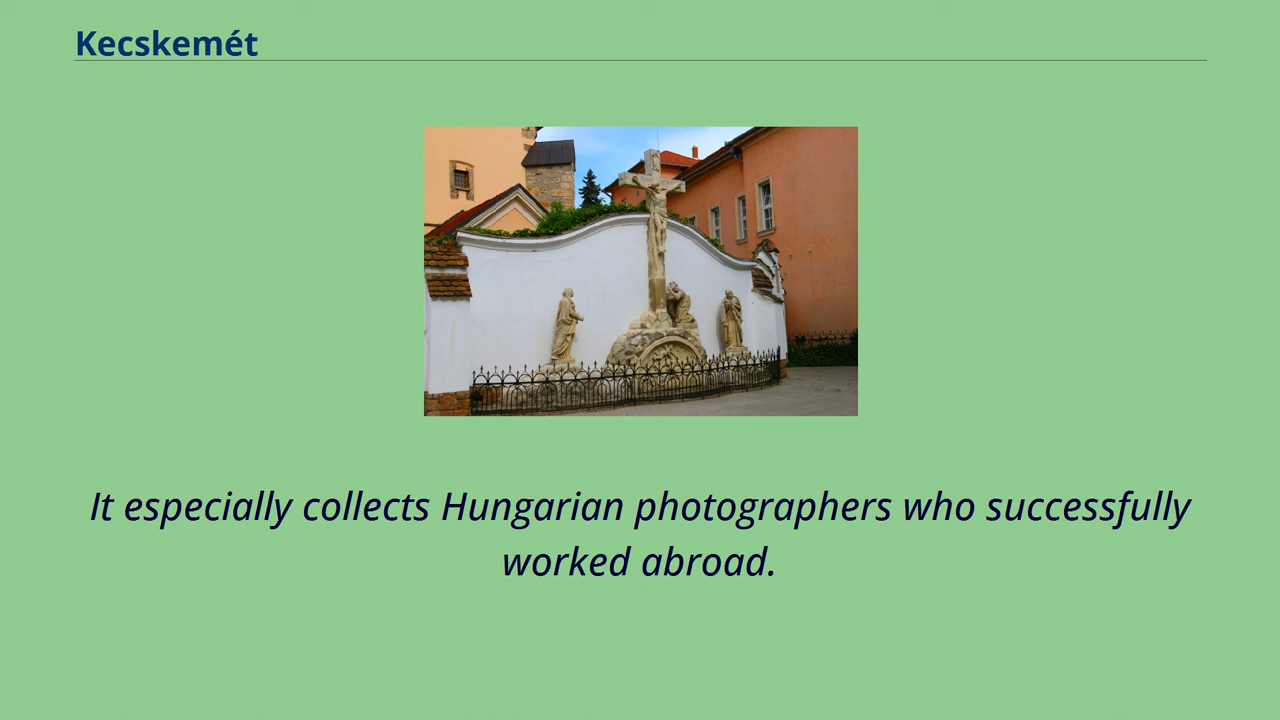 Kecskemét
It especially collects Hungarian photographers who successfully
worked abroad.